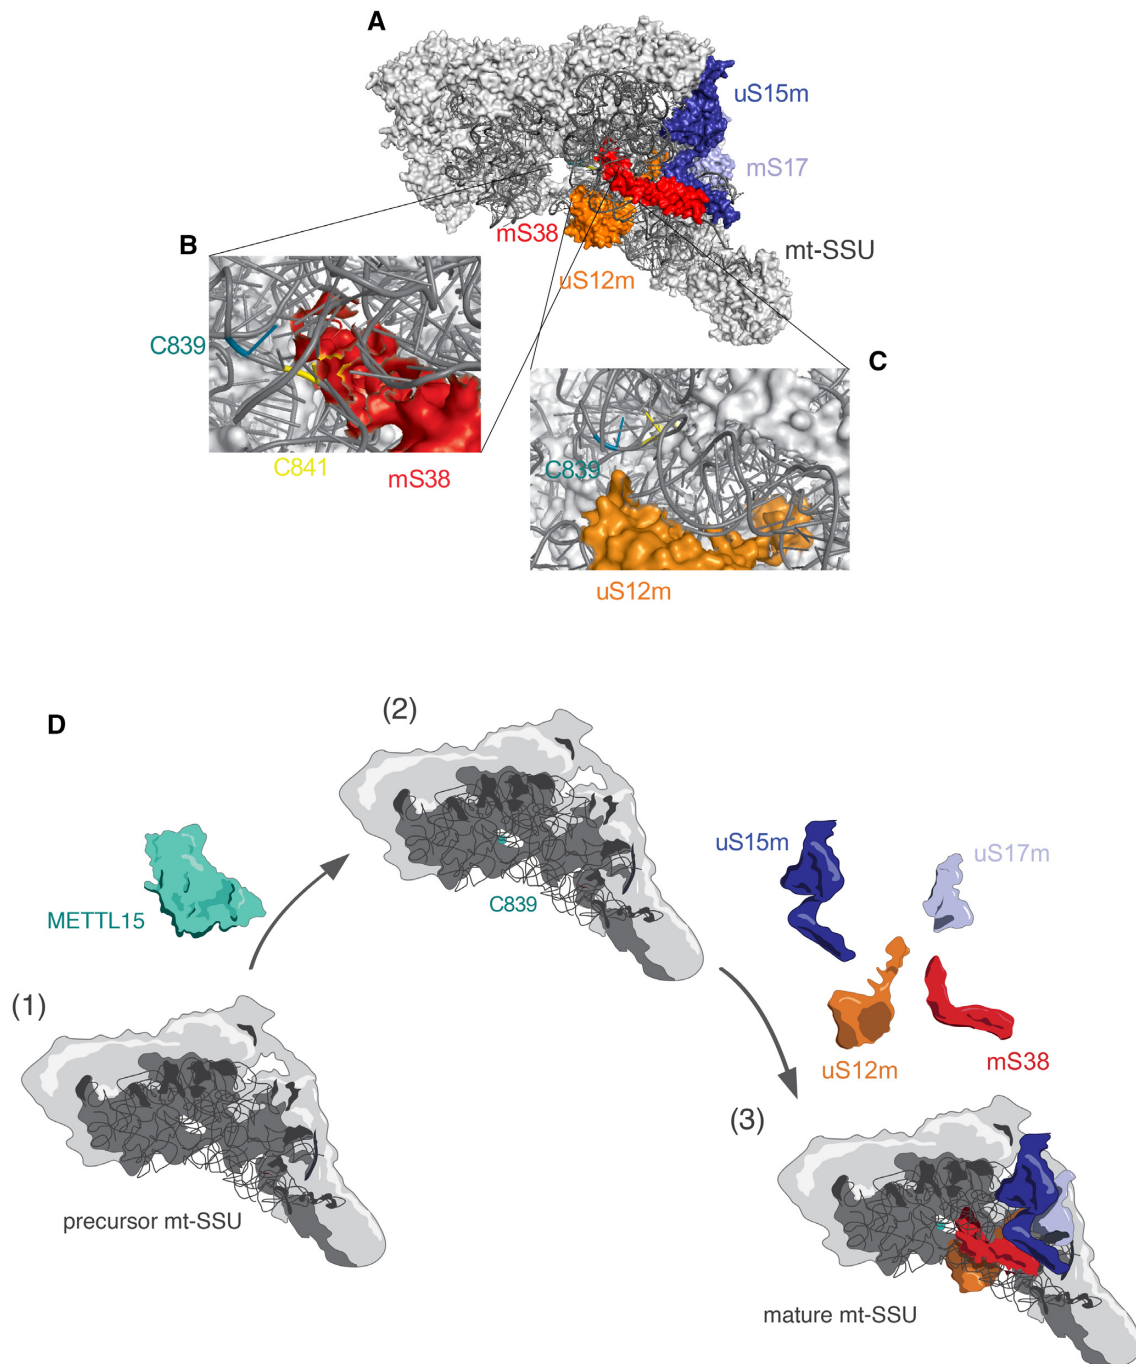 A
uS15m
mS17
mS38
mt-SSU
uS12m
B
C839
C841
mS38
C
C839
uS12m
D
(2)
METTL15
C839
uS15m
uS17m
uS12m
mS38
(1)
precursor mt-SSU
(3)
mature mt-SSU